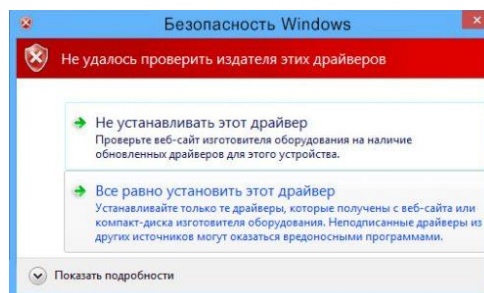 Безопасность Windows
Не удалось проверить издателя этих драйверов
Не устанавливать этот драйвер
Проверьте веб-сайт изготовителя оборудования на наличие
обновленных драйверов для этого устройства.
Все равно установить этот драйвер
Устанавливайте только те драйверы, которые получены с веб-сайта или
компакт-диска изготовителя оборудования. Неподписанные драйверы из
других источников могут оказаться вредоносными программами.
Показать подробности